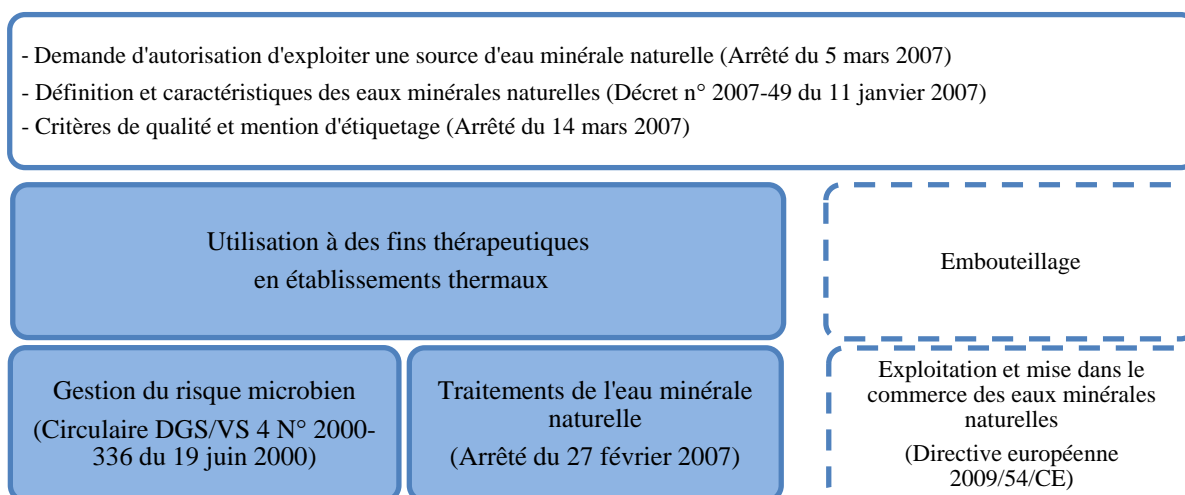 - Demande d'autorisation d'exploiter une source d'eau minérale naturelle (Arrêté du 5 mars 2007)
- Définition et caractéristiques des eaux minérales naturelles (Décret n° 2007-49 du 11 janvier 2007)
- Critères de qualité et mention d'étiquetage (Arrêté du 14 mars 2007)
Utilisation à des fins thérapeutiques
en établissements thermaux
Embouteillage
Gestion du risque microbien
(Circulaire DGS/VS 4 N° 2000-
336 du 19 juin 2000)
Traitements de l'eau minérale
naturelle
(Arrêté du 27 février 2007)
Exploitation et mise dans le
commerce des eaux minérales
naturelles
(Directive européenne
2009/54/CE)